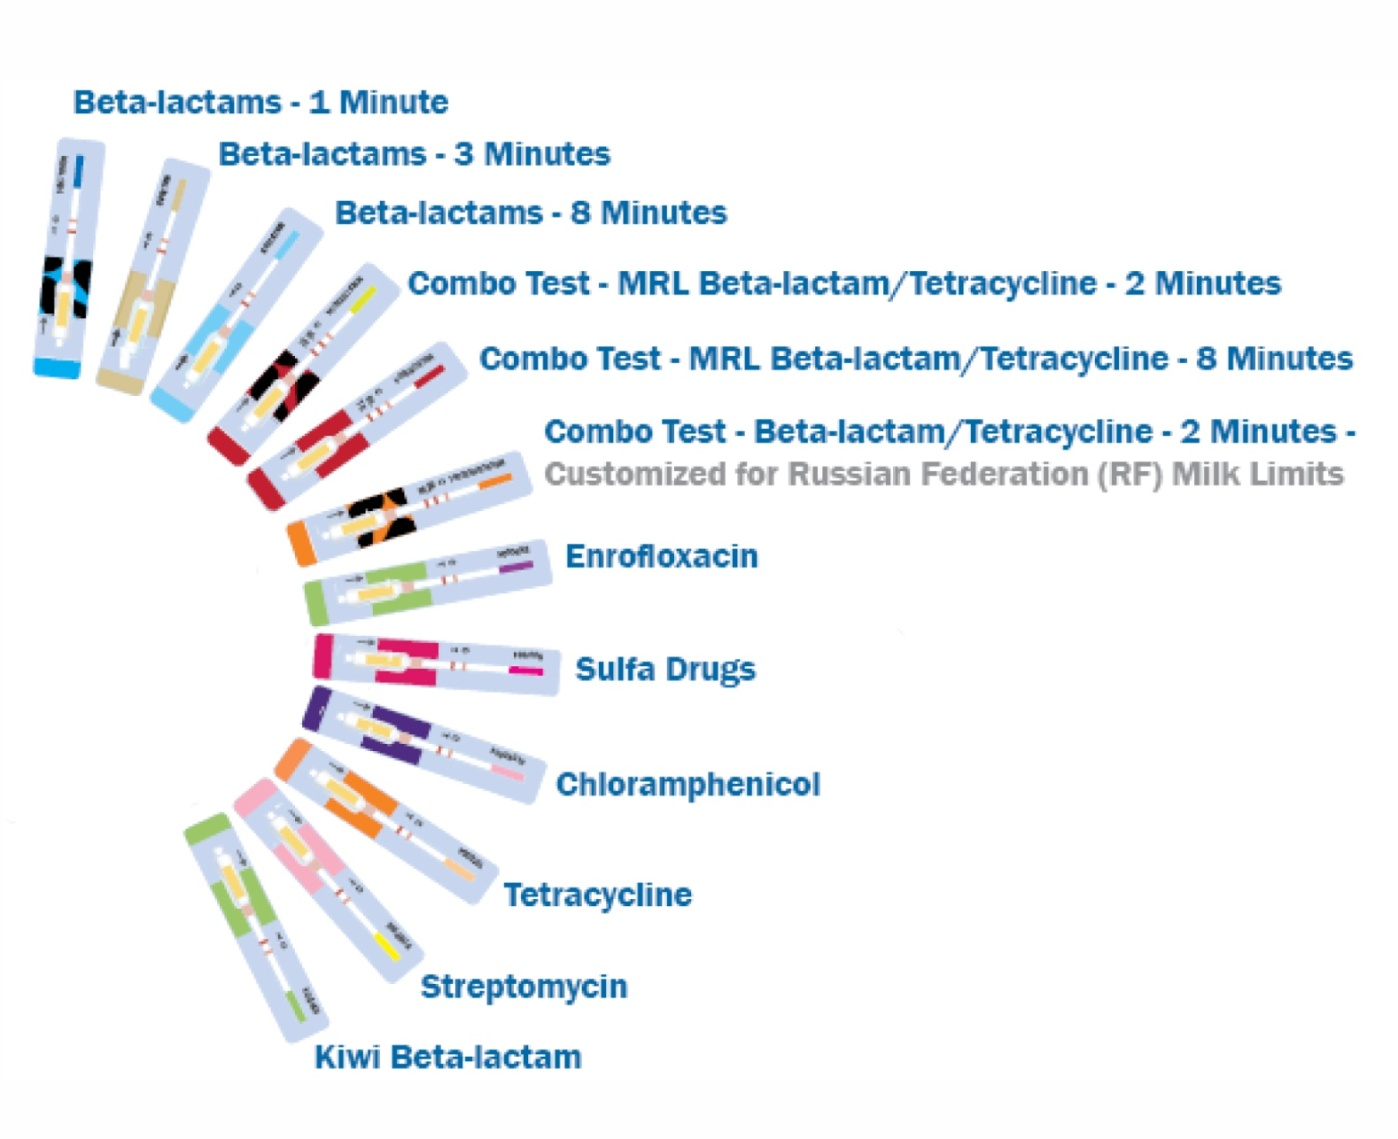 Beta-lactams - 1 Minute
Beta-lactams - 3 Minutes
Beta-lactams - 8 Minutes
Combo Test - MRL Beta-lactam/Tetracycline - 2 Minutes
Combo Test - MRL Beta-lactam/Tetracycline - 8 Minutes
Combo Test - Beta-lactam/Tetracycline - 2 Minutes -
Customized for Russian Federation (RF) Milk Limits
Enrofloxacin
Sulfa Drugs
Chloramphenicol
Tetracycline
Streptomycin
Kiwi Beta-lactam